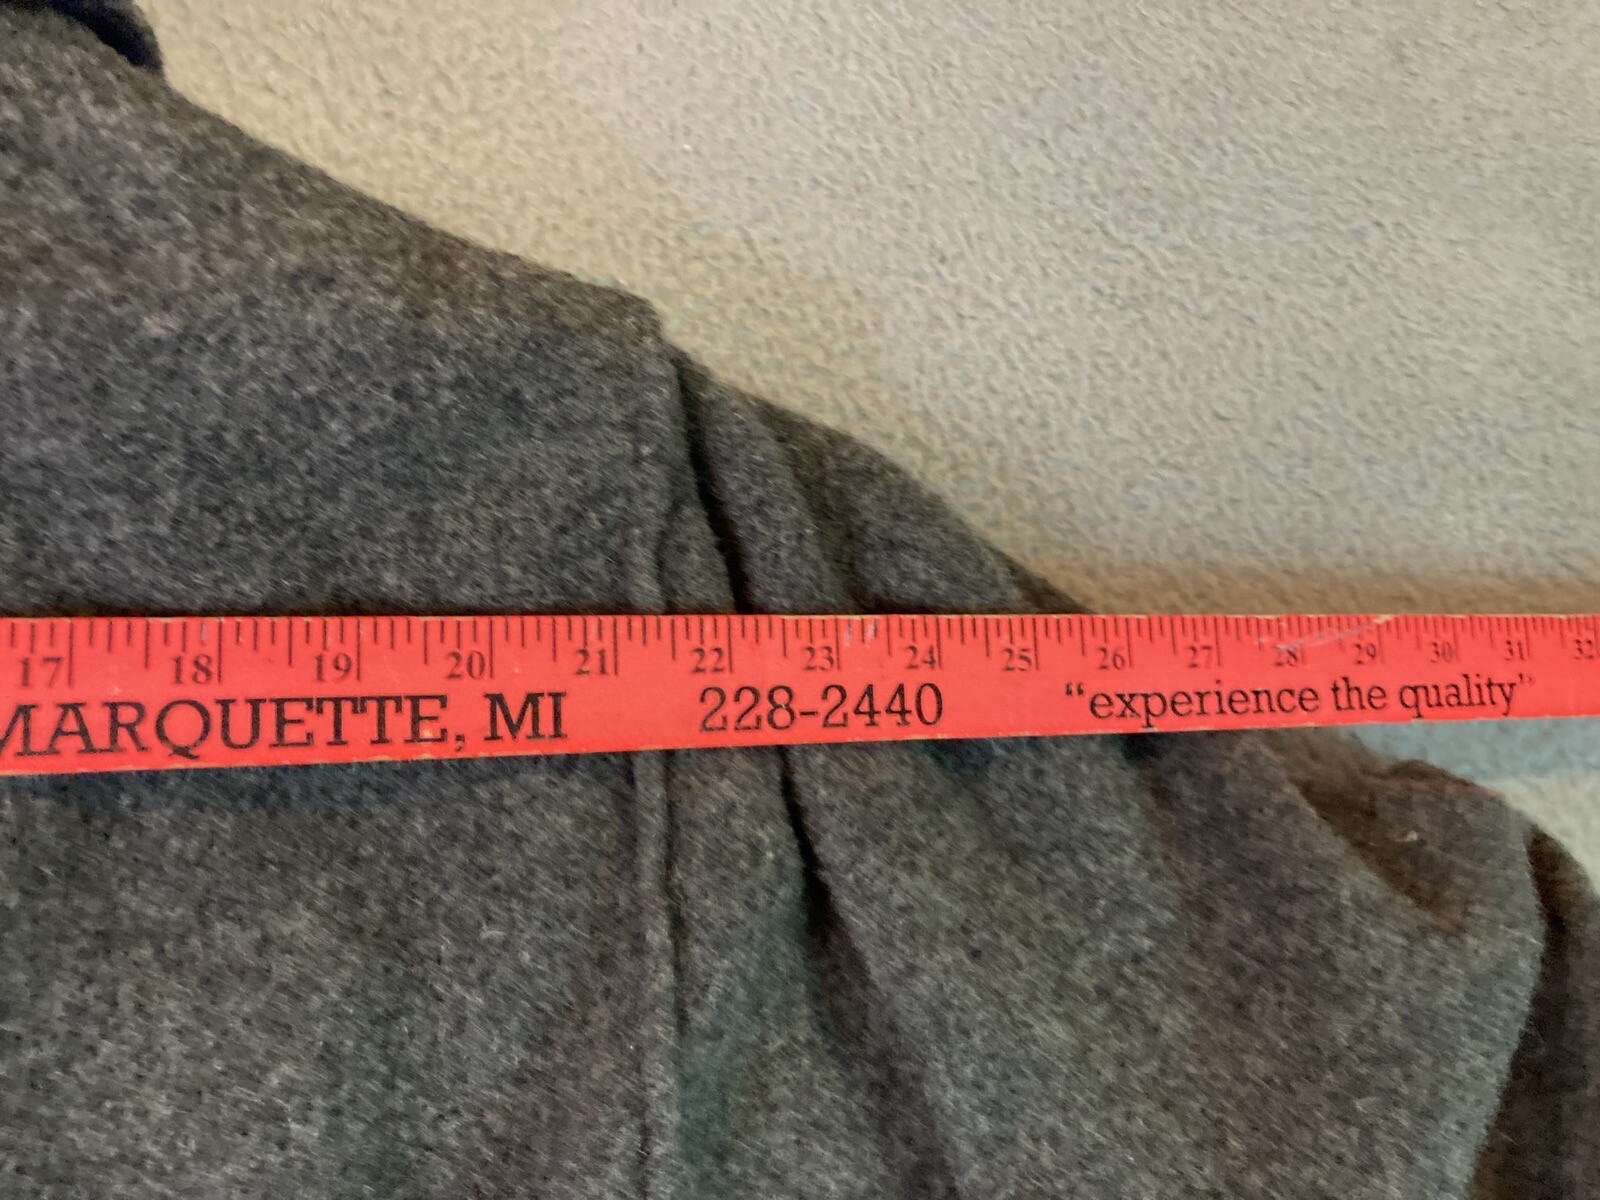 17 18 19 20 21 22 23 24 25 26 27 28 29 30 31 32
MARQUETTE, MI 228-2440 "experience the quality"